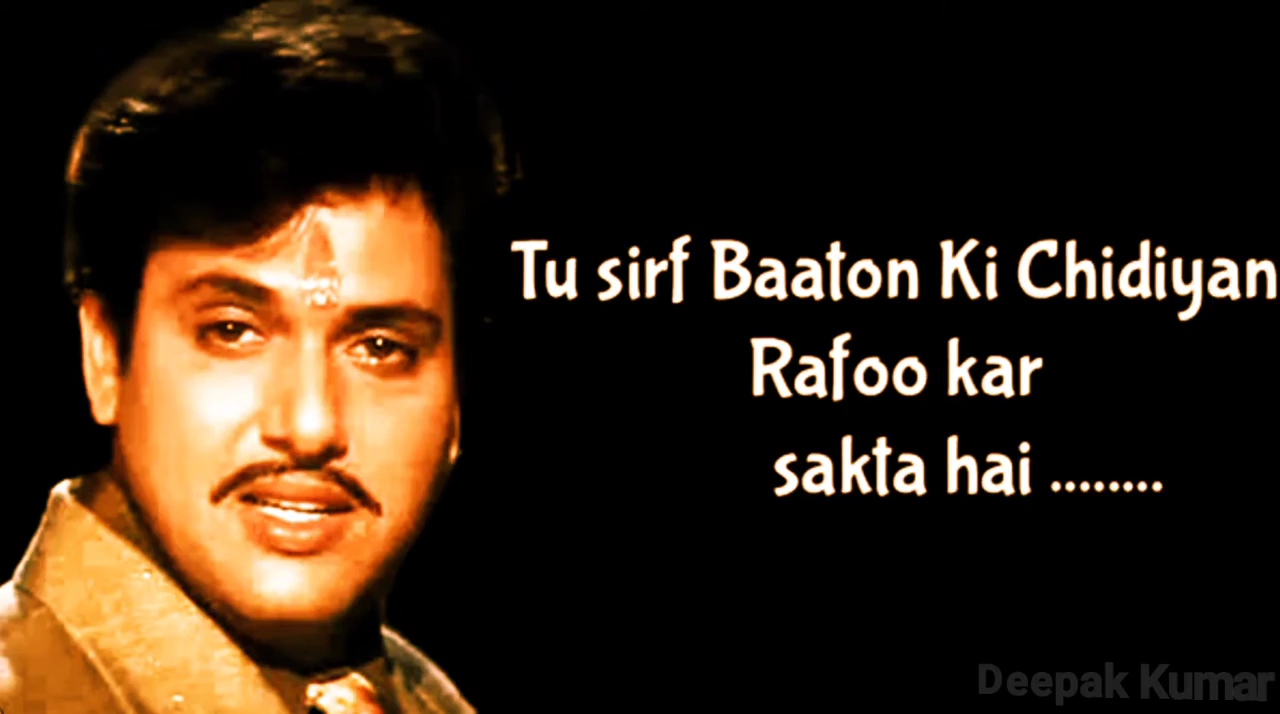 Tu sirf Baaton Ki Chidiyan
Rafoo kar
sakta hai ........
Deepak Kumar